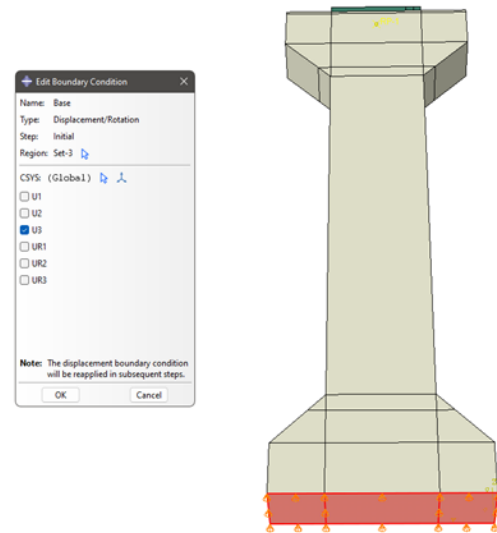 Edit Boundary Condition
Name: Base
Type: Displacement/Rotation
Step: Initial
Region: Set-3
CSYS: (Global)
U1
U2
U3
UR1
UR2
UR3
Note: The displacement boundary condition
will be reapplied in subsequent steps.
OK Cancel